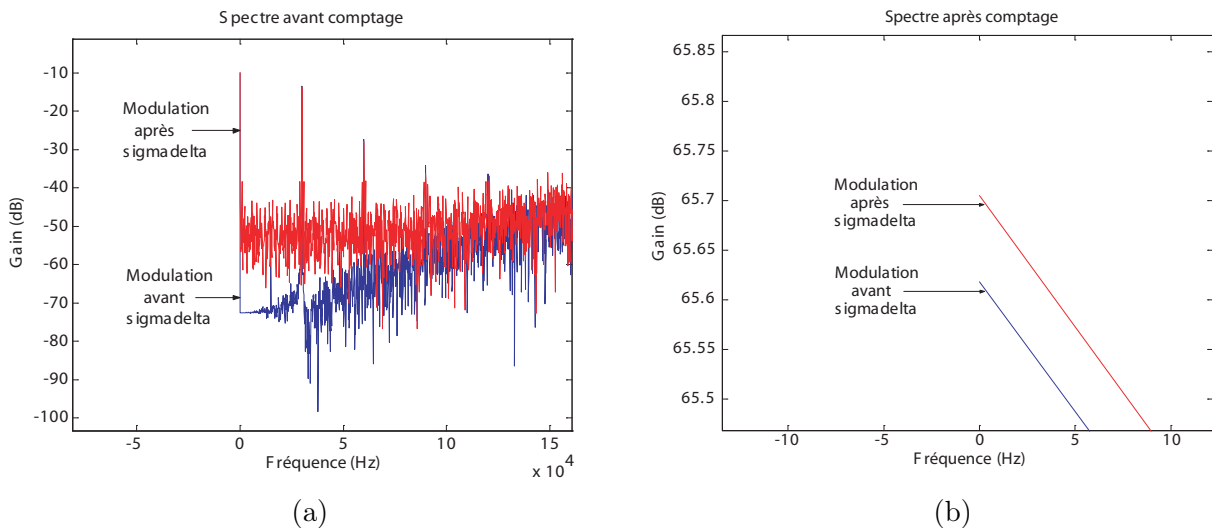 Spectre avant comptage
-10
-20
-30
-40
-50
-60
-70
-80
-90
-100
Gain (dB)
Modulation
après
sigmadelta
Modulation
avant
sigmadelta
-5
0
5
10
15
Fréquence (Hz)
x 10^4
(a)
Spectre après comptage
65.85
65.8
65.75
65.7
65.65
65.6
65.55
65.5
Gain (dB)
Modulation
après
sigmadelta
Modulation
avant
sigmadelta
-10
-5
0
5
10
Fréquence (Hz)
(b)